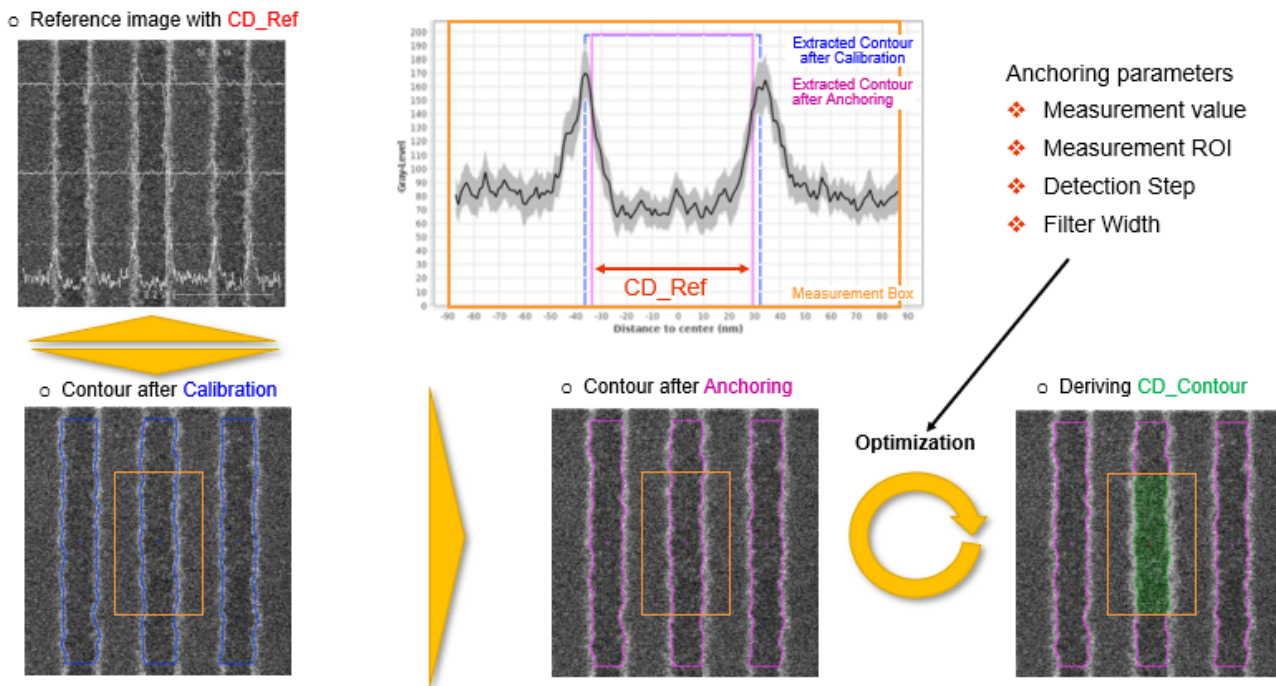 o Reference image with CD_Ref
200
190
180
170
160
150
140
130
120
110
100
90
80
70
60
50
40
30
20
10
0
Gray-Level
Extracted Contour
after Calibration
Extracted Contour
after Anchoring
CD_Ref
Measurement Box
-90 -80 -70 -60 -50 -40 -30 -20 -10 0 10 20 30 40 50 60 70 80 90
Distance to center (nm)
Anchoring parameters
❖ Measurement value
❖ Measurement ROI
❖ Detection Step
❖ Filter Width
o Contour after Calibration
o Contour after Anchoring
Optimization
o Deriving CD_Contour